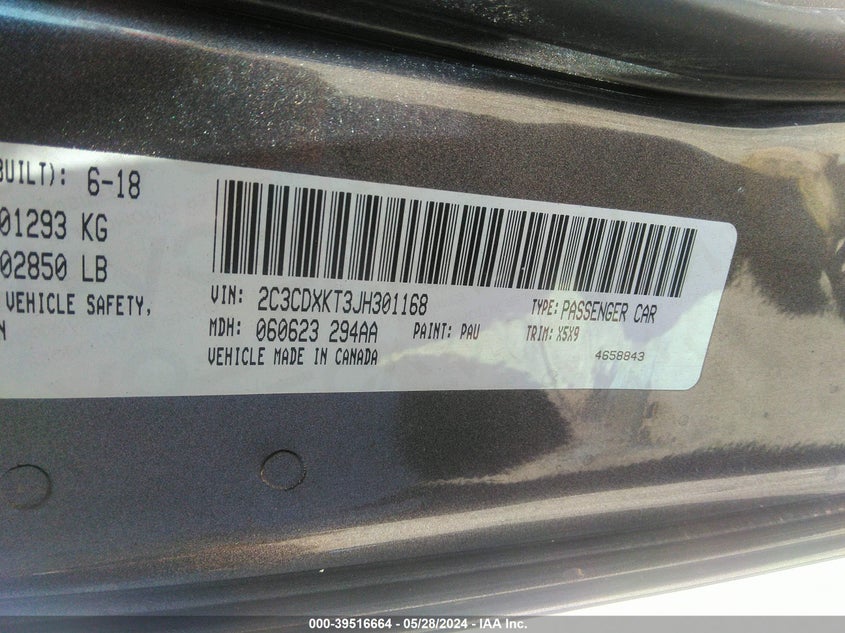 BUILT): 6-18
01293 KG
02850 LB
VEHICLE SAFETY,
N
VIN: 2C3CDXKT3JH301168 TYPE: PASSENGER CAR
MDH: 060623 294AA PAINT: PAU TRIM: X5X9
VEHICLE MADE IN CANADA 4658843
000-39516664 - 05/28/2024 - IAA Inc.